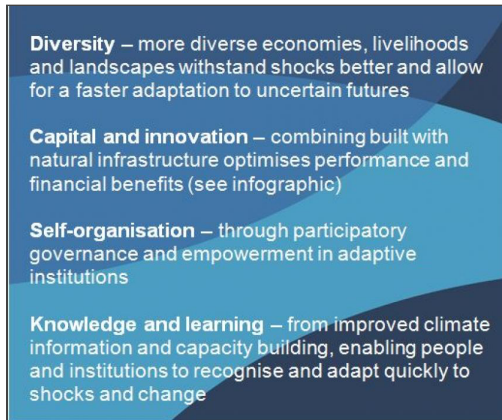 Diversity – more diverse economies, livelihoods
and landscapes withstand shocks better and allow
for a faster adaptation to uncertain futures
Capital and innovation – combining built with
natural infrastructure optimises performance and
financial benefits (see infographic)
Self-organisation – through participatory
governance and empowerment in adaptive
institutions
Knowledge and learning – from improved climate
information and capacity building, enabling people
and institutions to recognise and adapt quickly to
shocks and change